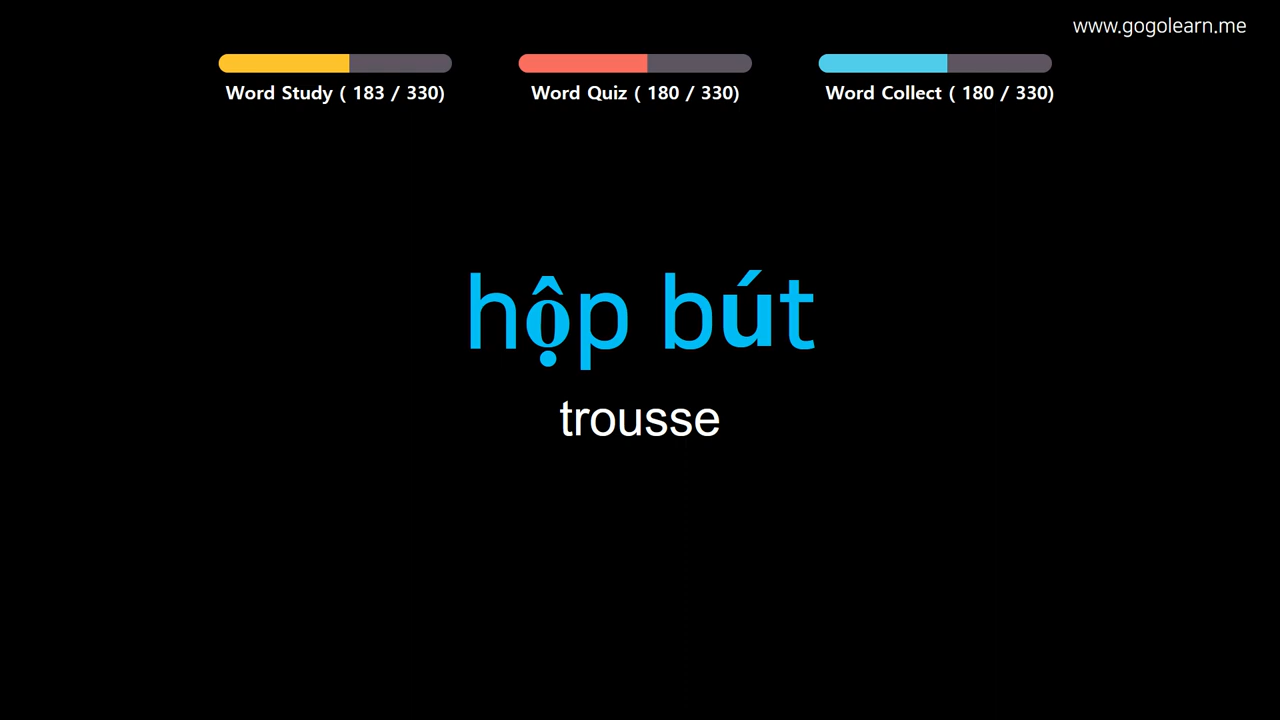 www.gogolearn.me
Word Study ( 183 / 330)
Word Quiz ( 180 / 330)
Word Collect ( 180 / 330)
hộp bút
trousse